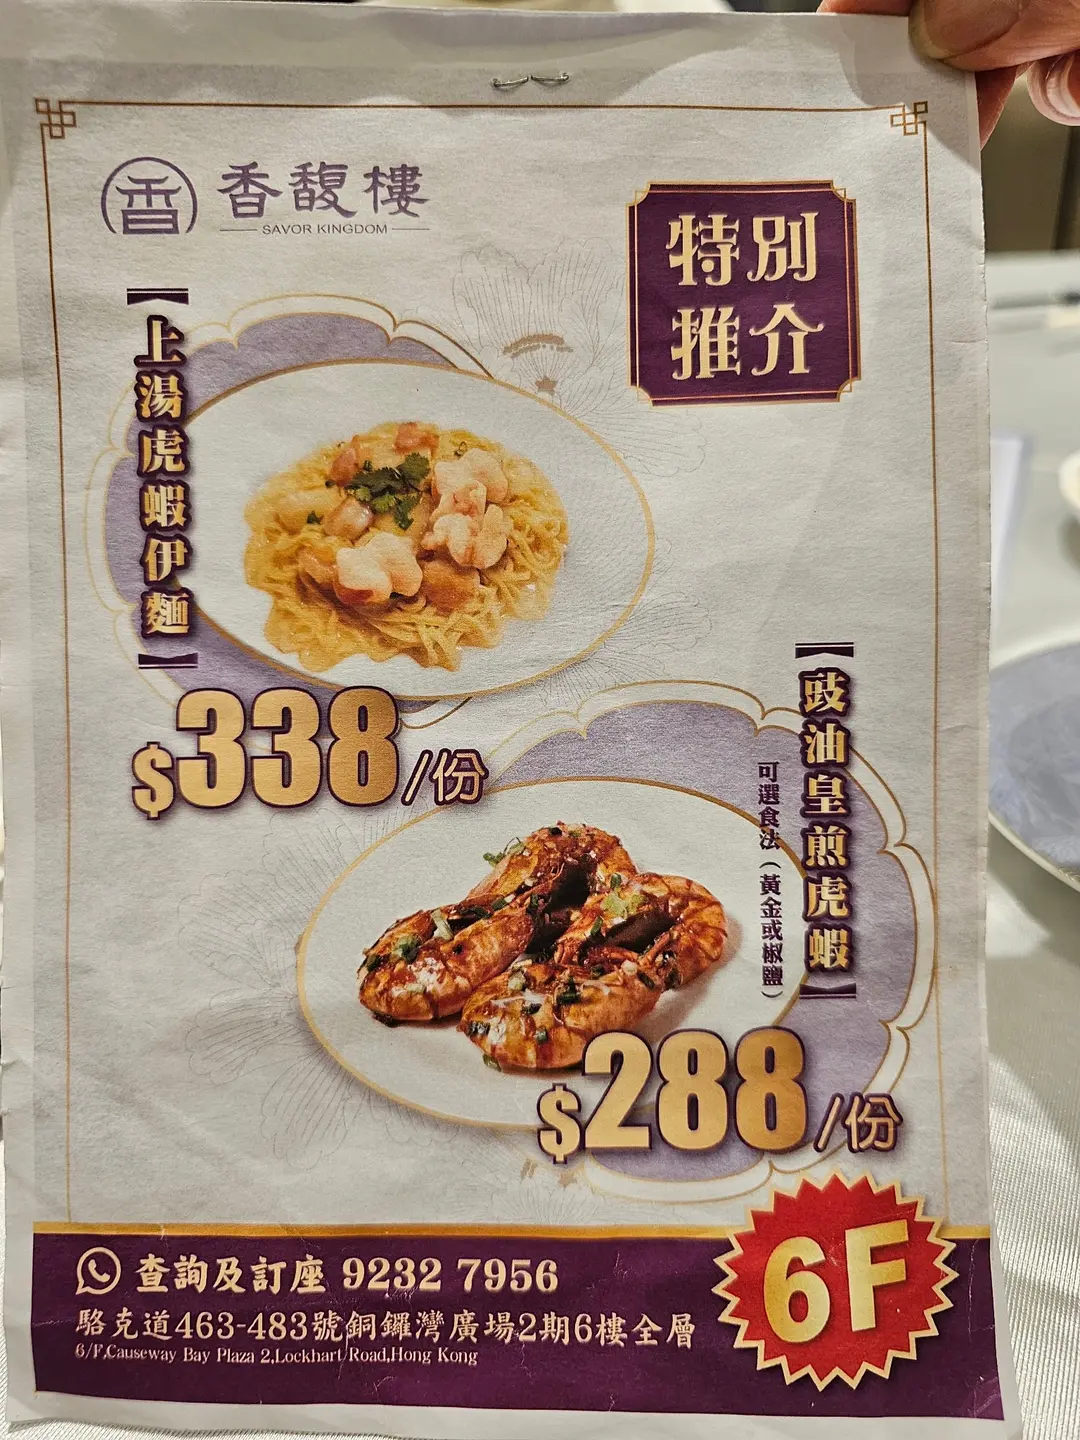 香
香馥樓
SAVOR KINGDOM
特別
推介
【上湯虎蝦伊麵】
$338/份
【豉油皇煎虎蝦】
可選食法（黃金或椒鹽）
$288/份
6F
查詢及訂座 9232 7956
駱克道463-483號銅鑼灣廣場2期6樓全層
6/F,Causeway Bay Plaza 2,Lockhart Road,Hong Kong